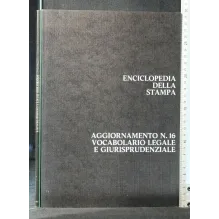 ENCICLOPEDIA
DELLA
STAMPA
AGGIORNAMENTO N. 16
VOCABOLARIO LEGALE
E GIURISPRUDENZIALE